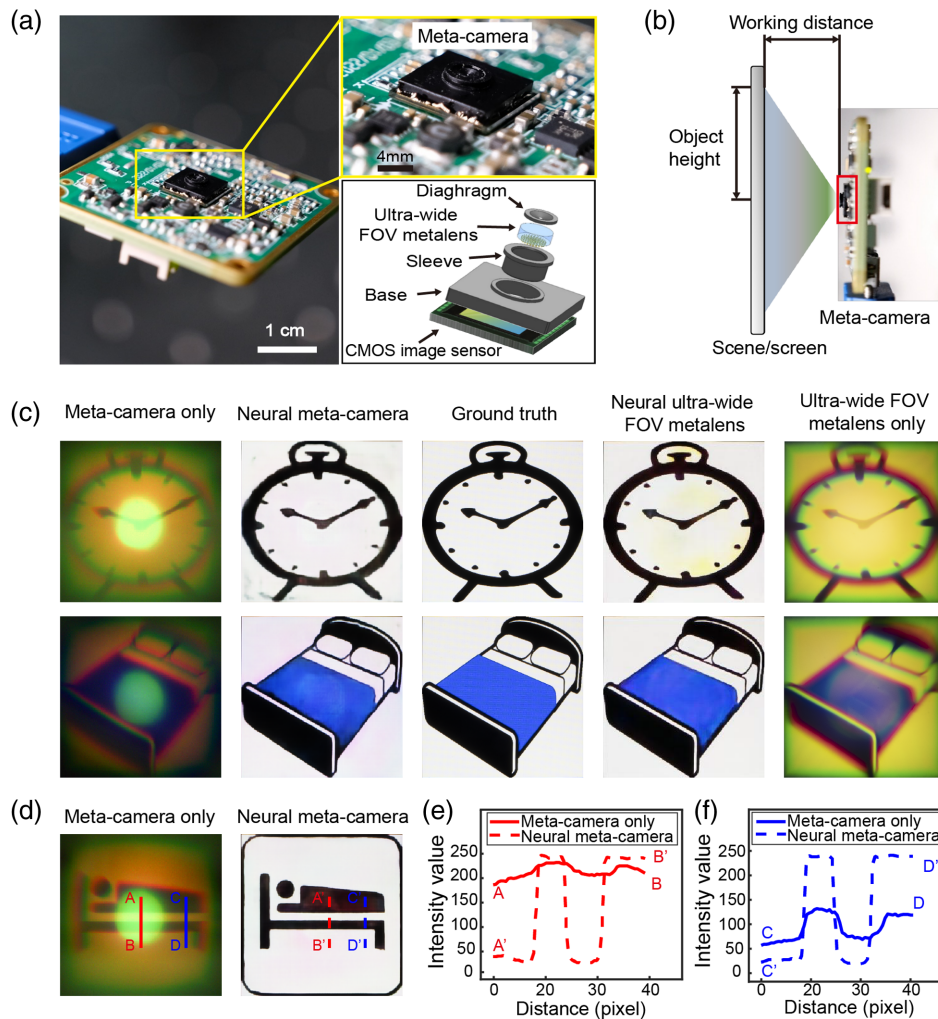 (a)
Meta-camera
4mm
1 cm
Diaghragm
Ultra-wide
FOV metalens
Sleeve
Base
CMOS image sensor
(b)
Working distance
Object
height
Meta-camera
Scene/screen
(c)
Meta-camera only
Neural meta-camera
Ground truth
Neural ultra-wide
FOV metalens
Ultra-wide FOV
metalens only
(d)
Meta-camera only
Neural meta-camera
A
B
C
D
A'
B'
C'
D'
(e)
Meta-camera only
Neural meta-camera
Intensity value
250
200
150
100
50
0
A
A'
B'
B
0 20 40
Distance (pixel)
(f)
Meta-camera only
Neural meta-camera
Intensity value
250
200
150
100
50
0
C
C'
D'
D
0 20 40
Distance (pixel)